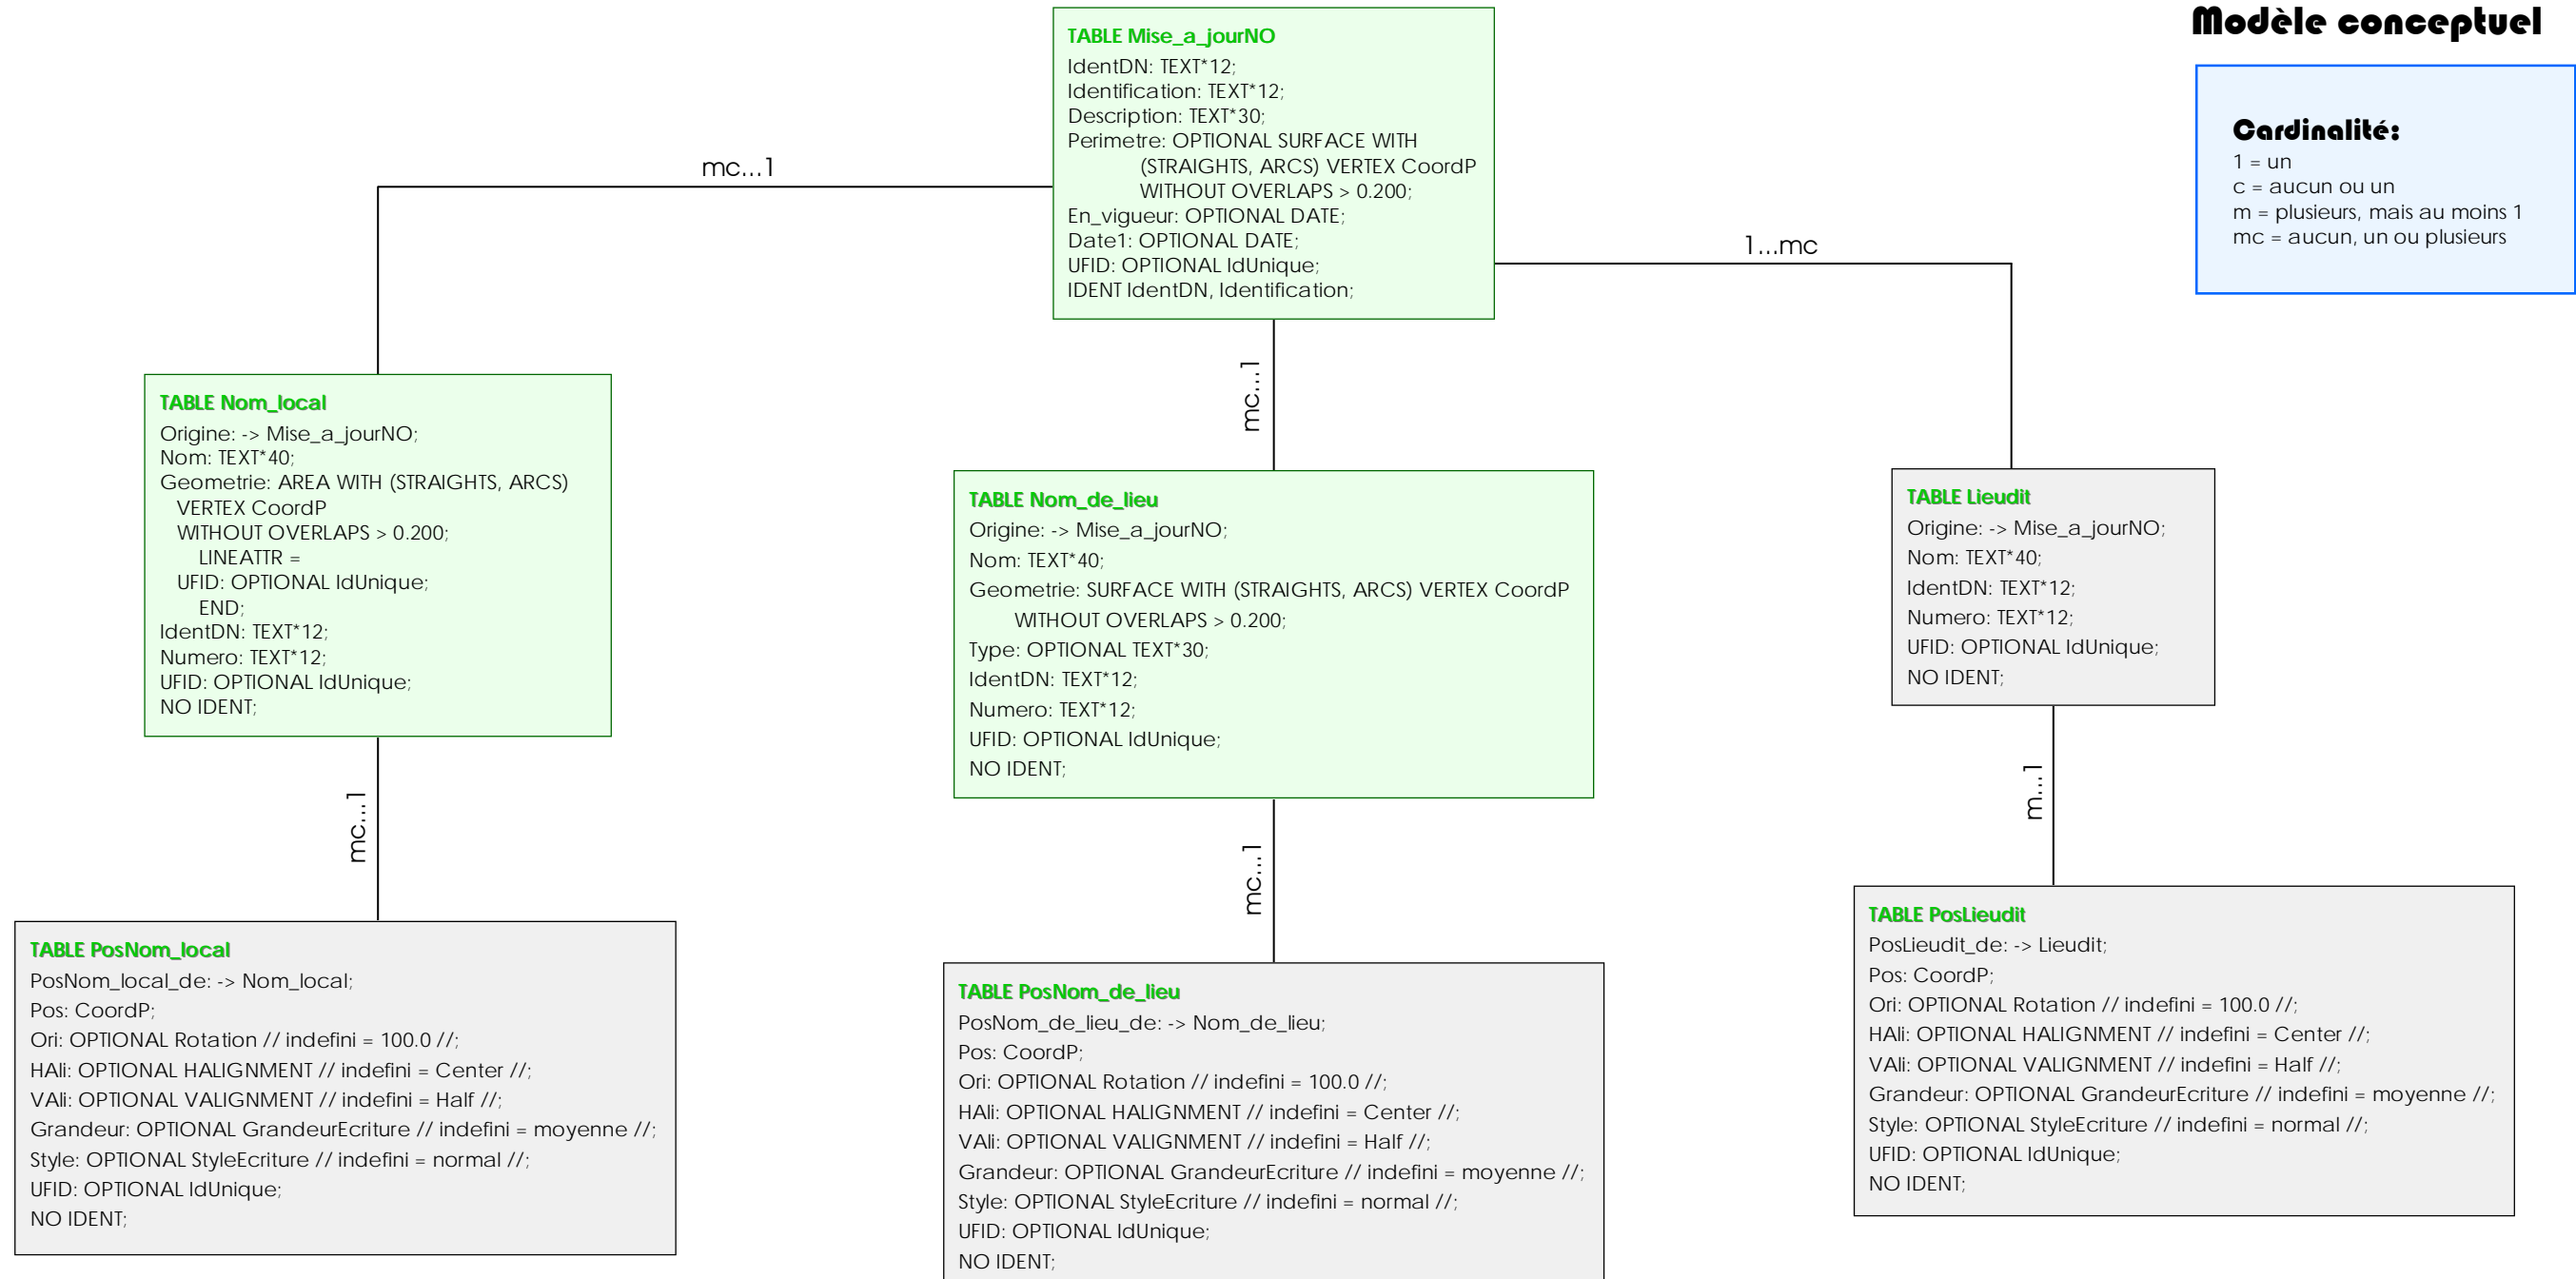 Modèle conceptuel
Cardinalité:
1 = un
c = aucun ou un
m = plusieurs, mais au moins 1
mc = aucun, un ou plusieurs
TABLE Mise_a_jourNO
IdentDN: TEXT*12;
Identification: TEXT*12;
Description: TEXT*30;
Perimetre: OPTIONAL SURFACE WITH
(STRAIGHTS, ARCS) VERTEX CoordP
WITHOUT OVERLAPS > 0.200;
En_vigueur: OPTIONAL DATE;
Date1: OPTIONAL DATE;
UFID: OPTIONAL IdUnique;
IDENT IdentDN, Identification;
mc...1
mc...1
1...mc
TABLE Nom_local
Origine: -> Mise_a_jourNO;
Nom: TEXT*40;
Geometrie: AREA WITH (STRAIGHTS, ARCS)
VERTEX CoordP
WITHOUT OVERLAPS > 0.200;
LINEATTR =
UFID: OPTIONAL IdUnique;
END;
IdentDN: TEXT*12;
Numero: TEXT*12;
UFID: OPTIONAL IdUnique;
NO IDENT;
TABLE Nom_de_lieu
Origine: -> Mise_a_jourNO;
Nom: TEXT*40;
Geometrie: SURFACE WITH (STRAIGHTS, ARCS) VERTEX CoordP
WITHOUT OVERLAPS > 0.200;
Type: OPTIONAL TEXT*30;
IdentDN: TEXT*12;
Numero: TEXT*12;
UFID: OPTIONAL IdUnique;
NO IDENT;
TABLE Lieudit
Origine: -> Mise_a_jourNO;
Nom: TEXT*40;
IdentDN: TEXT*12;
Numero: TEXT*12;
UFID: OPTIONAL IdUnique;
NO IDENT;
mc...1
mc...1
m...1
TABLE PosNom_local
PosNom_local_de: -> Nom_local;
Pos: CoordP;
Ori: OPTIONAL Rotation // indefini = 100.0 //;
HAli: OPTIONAL HALIGNMENT // indefini = Center //;
VAli: OPTIONAL VALIGNMENT // indefini = Half //;
Grandeur: OPTIONAL GrandeurEcriture // indefini = moyenne //;
Style: OPTIONAL StyleEcriture // indefini = normal //;
UFID: OPTIONAL IdUnique;
NO IDENT;
TABLE PosNom_de_lieu
PosNom_de_lieu_de: -> Nom_de_lieu;
Pos: CoordP;
Ori: OPTIONAL Rotation // indefini = 100.0 //;
HAli: OPTIONAL HALIGNMENT // indefini = Center //;
VAli: OPTIONAL VALIGNMENT // indefini = Half //;
Grandeur: OPTIONAL GrandeurEcriture // indefini = moyenne //;
Style: OPTIONAL StyleEcriture // indefini = normal //;
UFID: OPTIONAL IdUnique;
NO IDENT;
TABLE PosLieudit
PosLieudit_de: -> Lieudit;
Pos: CoordP;
Ori: OPTIONAL Rotation // indefini = 100.0 //;
HAli: OPTIONAL HALIGNMENT // indefini = Center //;
VAli: OPTIONAL VALIGNMENT // indefini = Half //;
Grandeur: OPTIONAL GrandeurEcriture // indefini = moyenne //;
Style: OPTIONAL StyleEcriture // indefini = normal //;
UFID: OPTIONAL IdUnique;
NO IDENT;